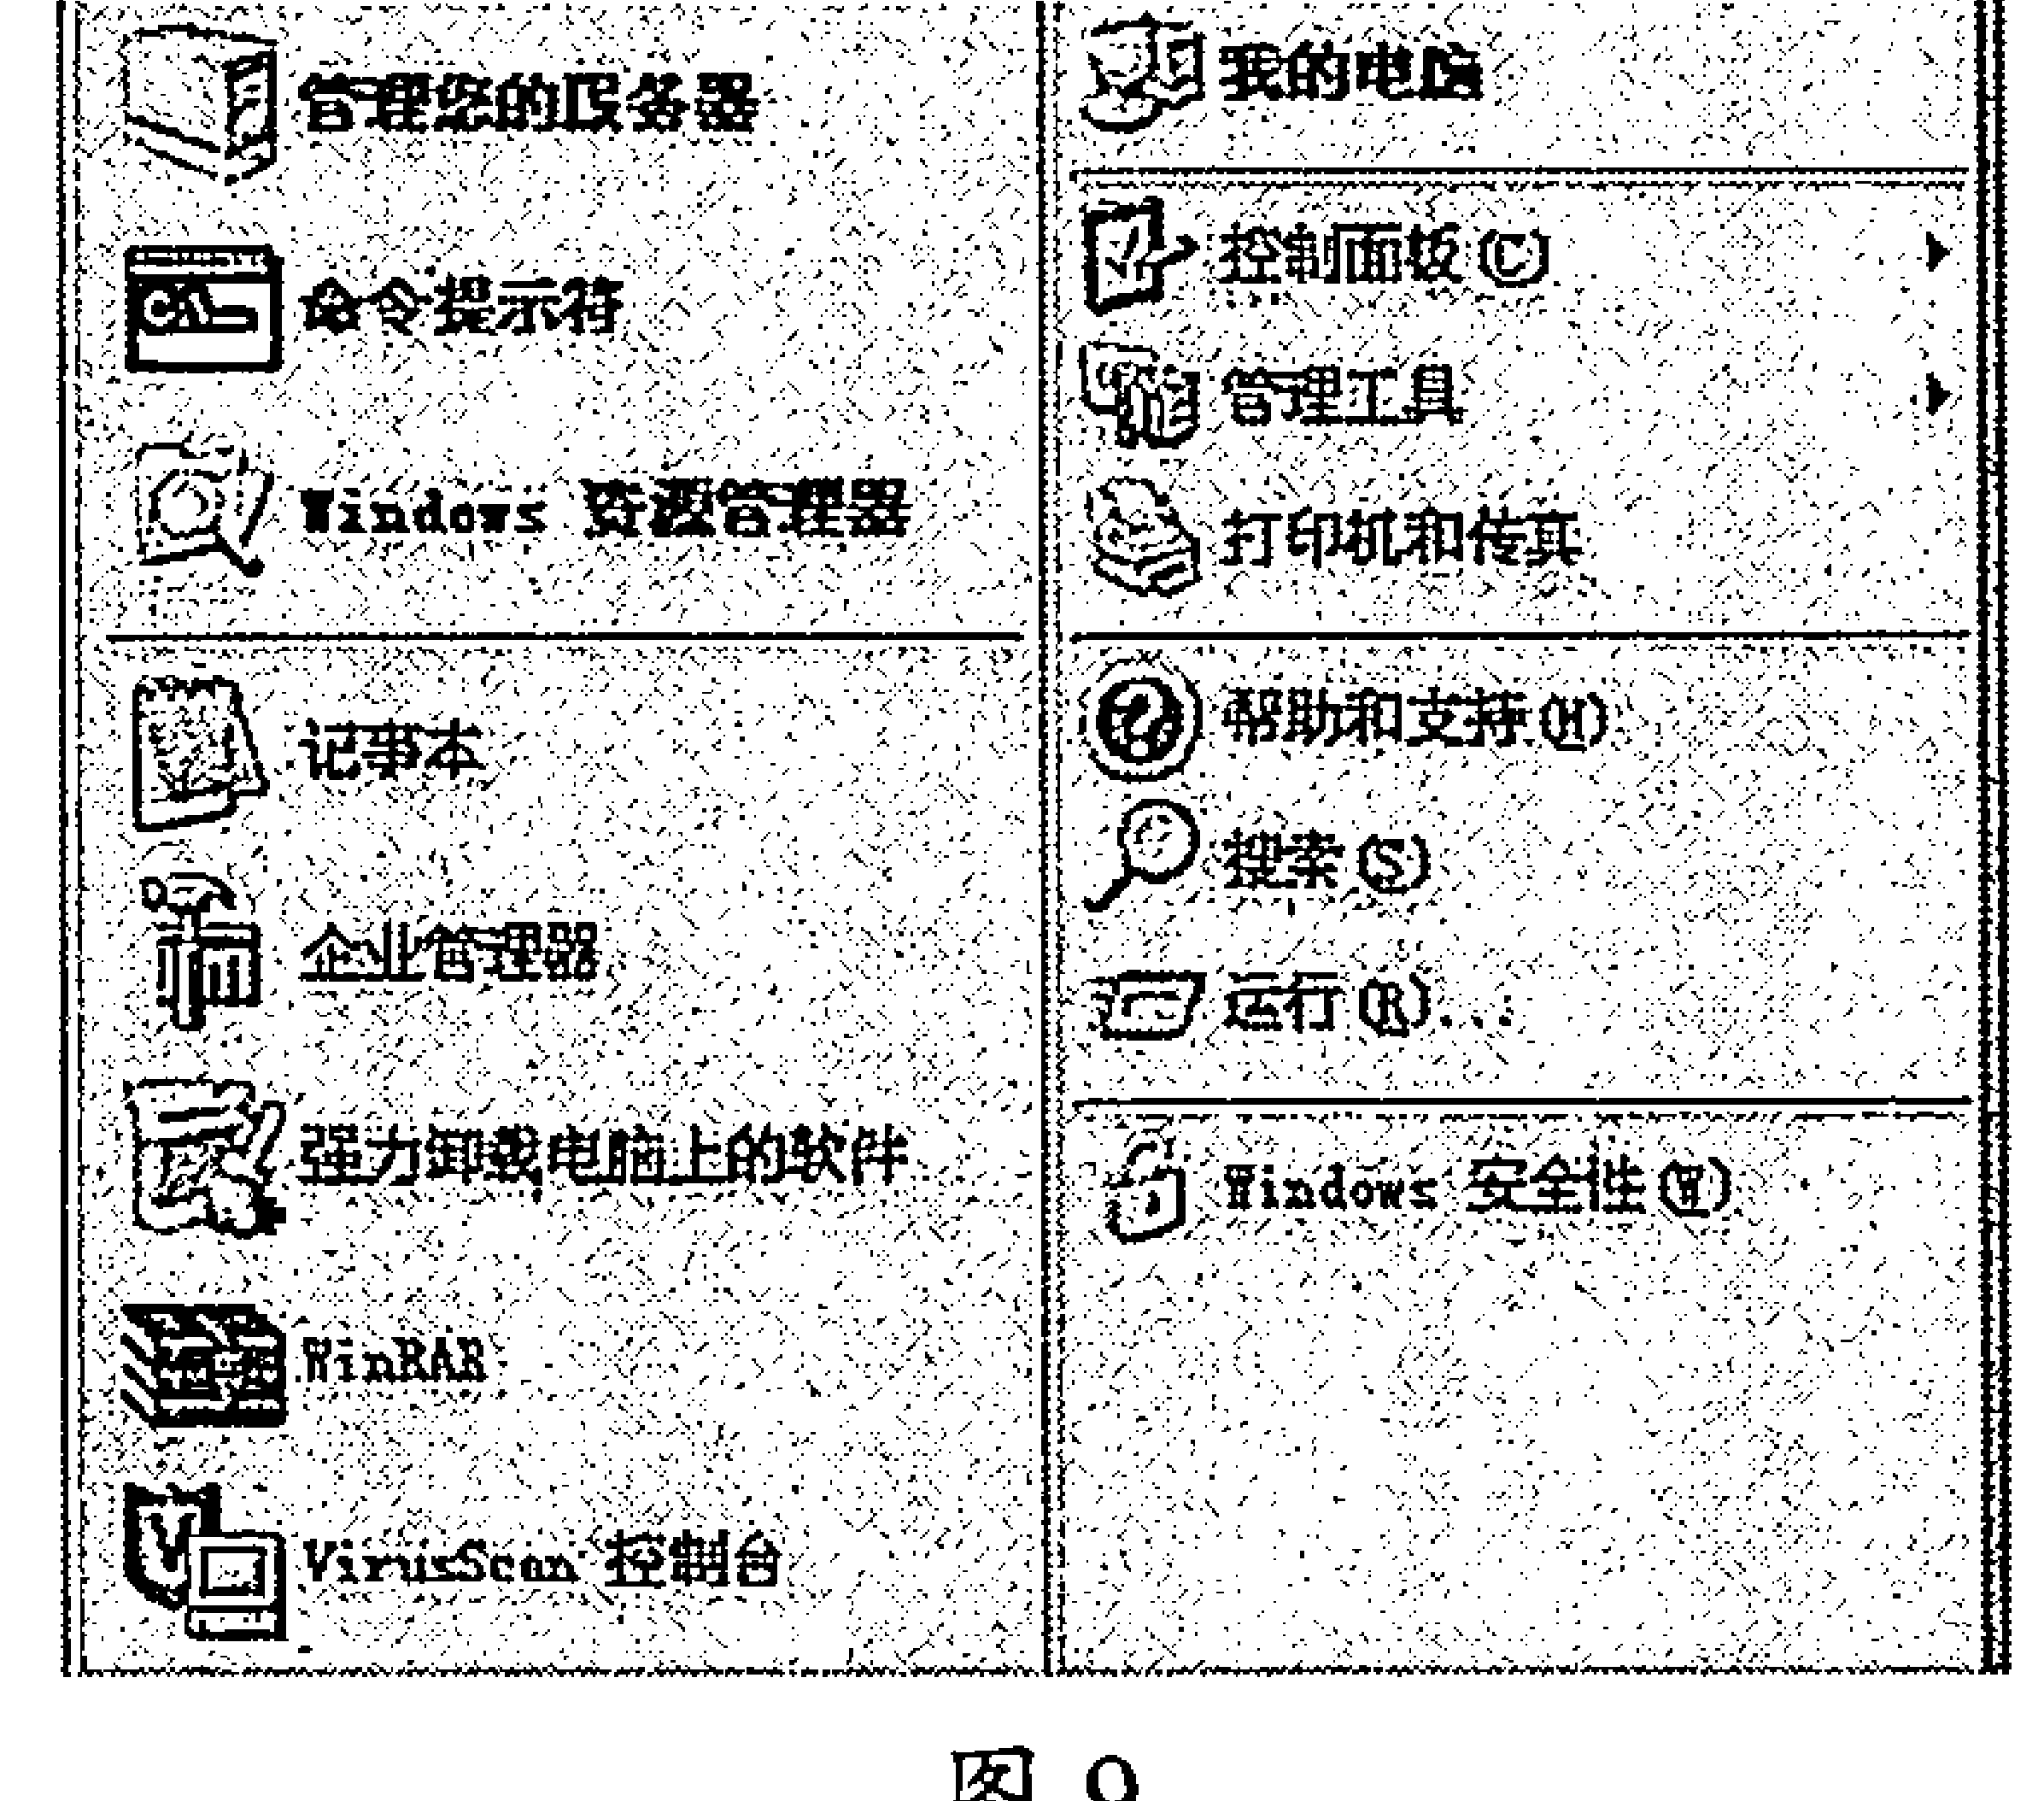 管理您的服务器
命令提示符
Windows 资源管理器
记事本
企业管理器
强力卸载电脑上的软件
WinRAR
VirusScan 控制台
我的电脑
控制面板(C)
管理工具
打印机和传真
帮助和支持(H)
搜索(S)
运行(R)...
Windows 安全性(W)
图